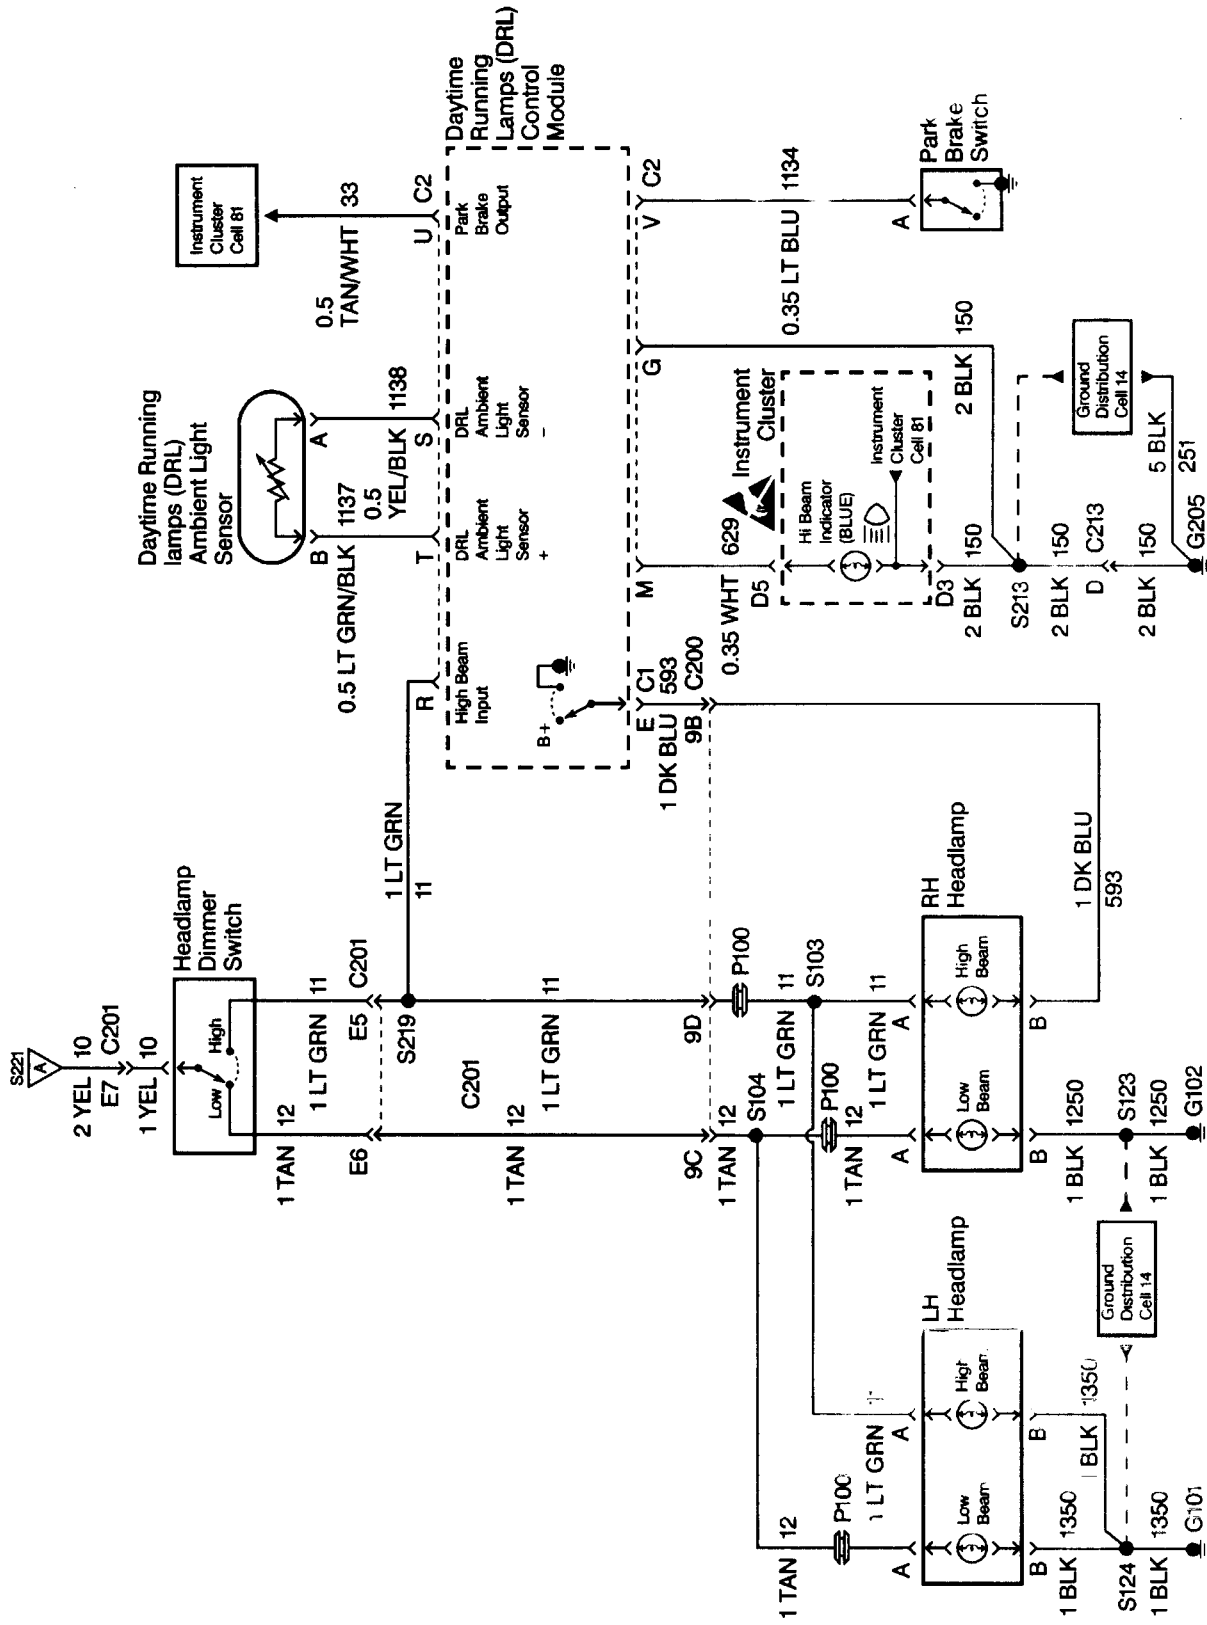 S221
A
2 YEL 10
E7 C201
1 YEL 10
Headlamp
Dimmer
Switch
Low
High
1 TAN 12
1 LT GRN 11
E6
E5 C201
S219
C201
1 LT GRN
11
1 TAN 12
1 LT GRN 11
9C
9D
1 TAN 12
P100
S104
1 LT GRN 11
S103
P100
1 TAN 12
1 LT GRN 11
A
A
RH
Headlamp
Low
Beam
High
Beam
B
B
1 BLK 1250
S123
1 BLK 1250
G102
1 DK BLU
593
1 TAN 12
P100
1 LT GRN
A
A
LH
Headlamp
Low
Beam
High
Beam
B
B
1 BLK 1350
BLK 1350
S124
1 BLK 1350
G101
Ground
Distribution
Cell 14
Daytime Running
lamps (DRL)
Ambient Light
Sensor
B
A
0.5 LT GRN/BLK 1137
0.5
YEL/BLK 1138
Instrument
Cluster
Cell 81
0.5
TAN/WHT 33
R
T
S
U C2
Daytime
Running
Lamps (DRL)
Control
Module
High Beam
Input
DRL
Ambient
Light
Sensor
+
DRL
Ambient
Light
Sensor
–
Park
Brake
Output
B+
E C1
1 DK BLU 593
9B C200
M
G
V C2
0.35 WHT 629
D5
Instrument
Cluster
Hi Beam
Indicator
(BLUE)
Instrument
Cluster
Cell 81
D3
2 BLK 150
S213
2 BLK 150
D C213
2 BLK 150
G205
2 BLK 150
Ground
Distribution
Cell 14
5 BLK
251
0.35 LT BLU 1134
A
Park
Brake
Switch